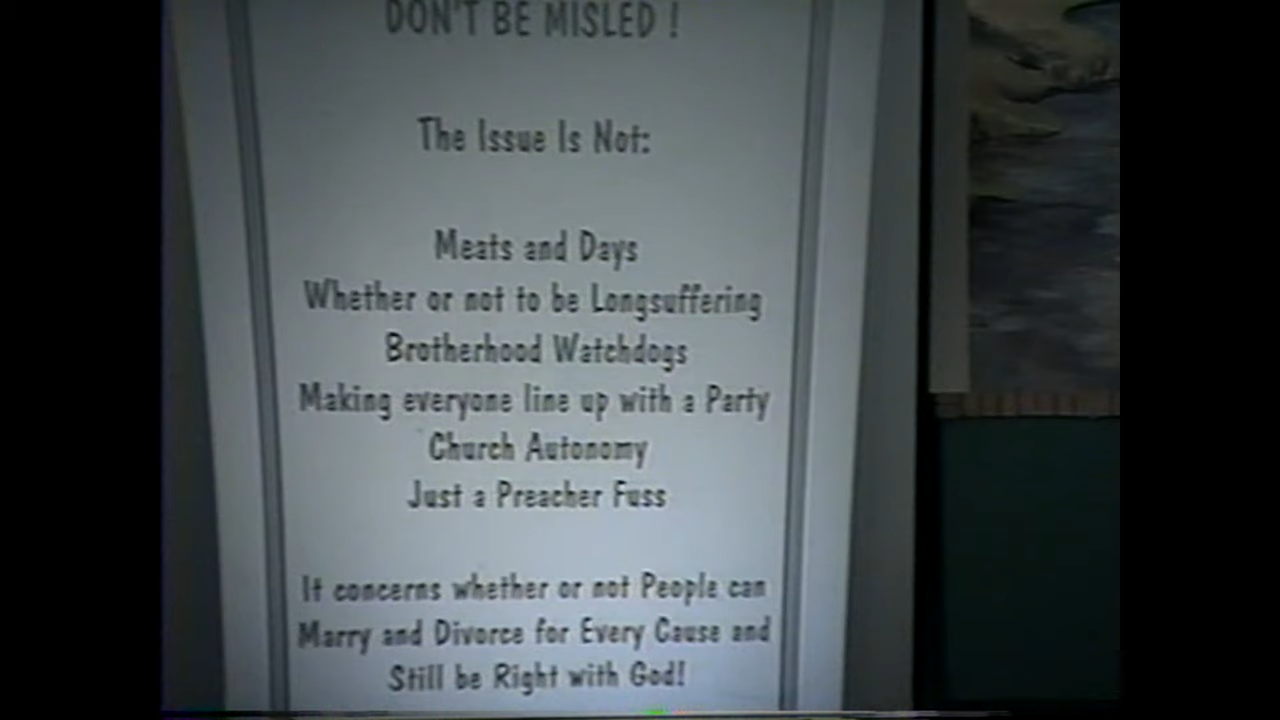 DON'T BE MISLED !
The Issue Is Not:
Meats and Days
Whether or not to be Longsuffering
Brotherhood Watchdogs
Making everyone line up with a Party
Church Autonomy
Just a Preacher Fuss
It concerns whether or not People can
Marry and Divorce for Every Cause and
Still be Right with God!